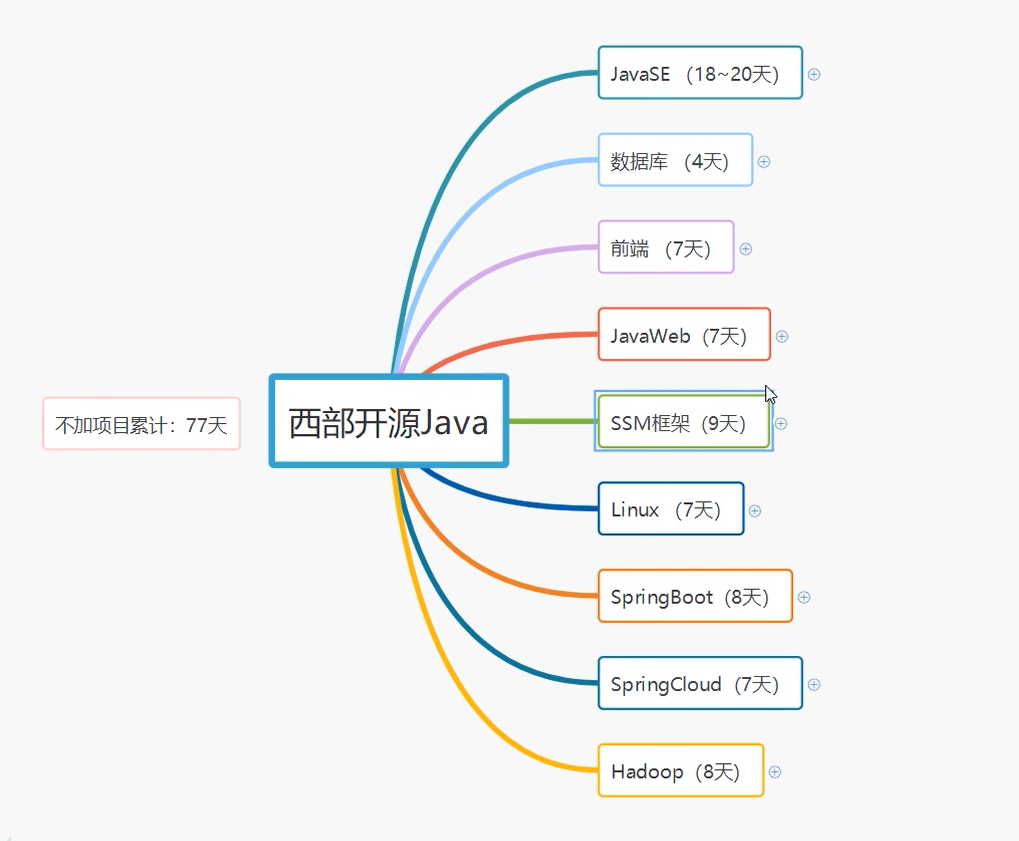 JavaSE（18~20天）
数据库 （4天）
前端 （7天）
JavaWeb（7天）
不加项目累计：77天
西部开源Java
SSM框架（9天）
Linux （7天）
SpringBoot（8天）
SpringCloud（7天）
Hadoop（8天）